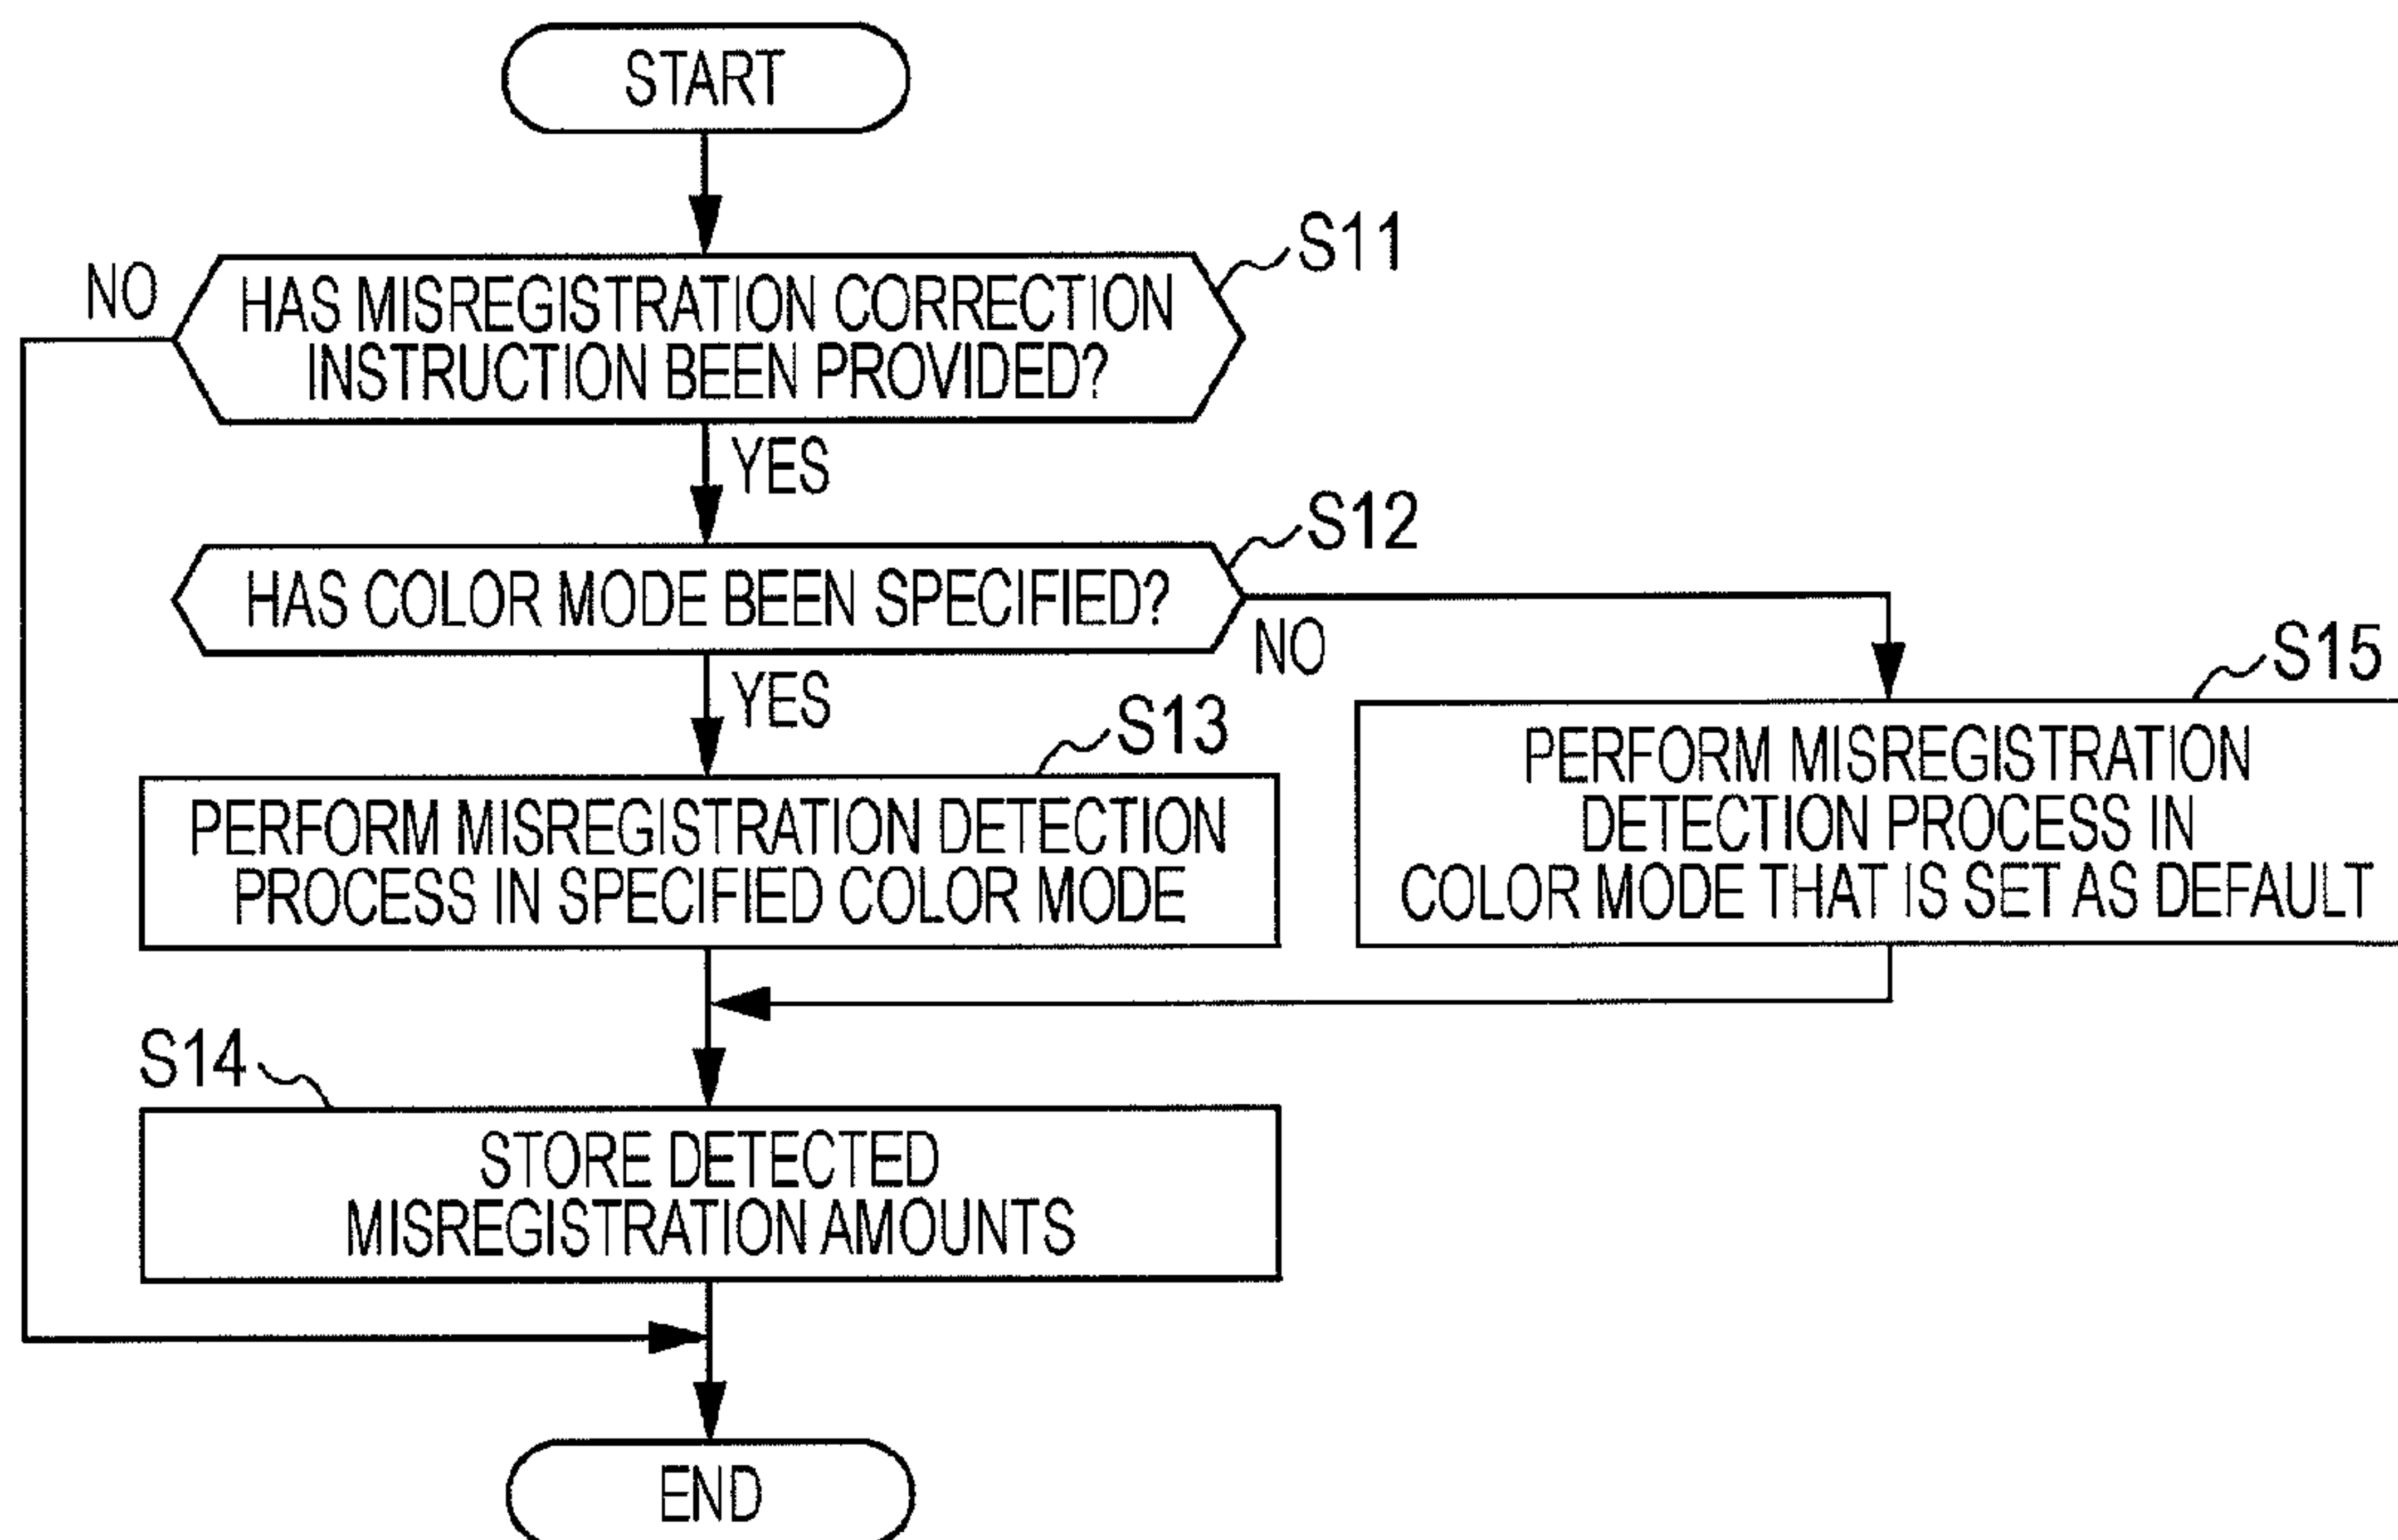 START
S11
NO
HAS MISREGISTRATION CORRECTION
INSTRUCTION BEEN PROVIDED?
YES
S12
HAS COLOR MODE BEEN SPECIFIED?
NO
YES
S15
S13
PERFORM MISREGISTRATION
DETECTION PROCESS IN
COLOR MODE THAT IS SET AS DEFAULT
PERFORM MISREGISTRATION DETECTION
PROCESS IN SPECIFIED COLOR MODE
S14
STORE DETECTED
MISREGISTRATION AMOUNTS
END